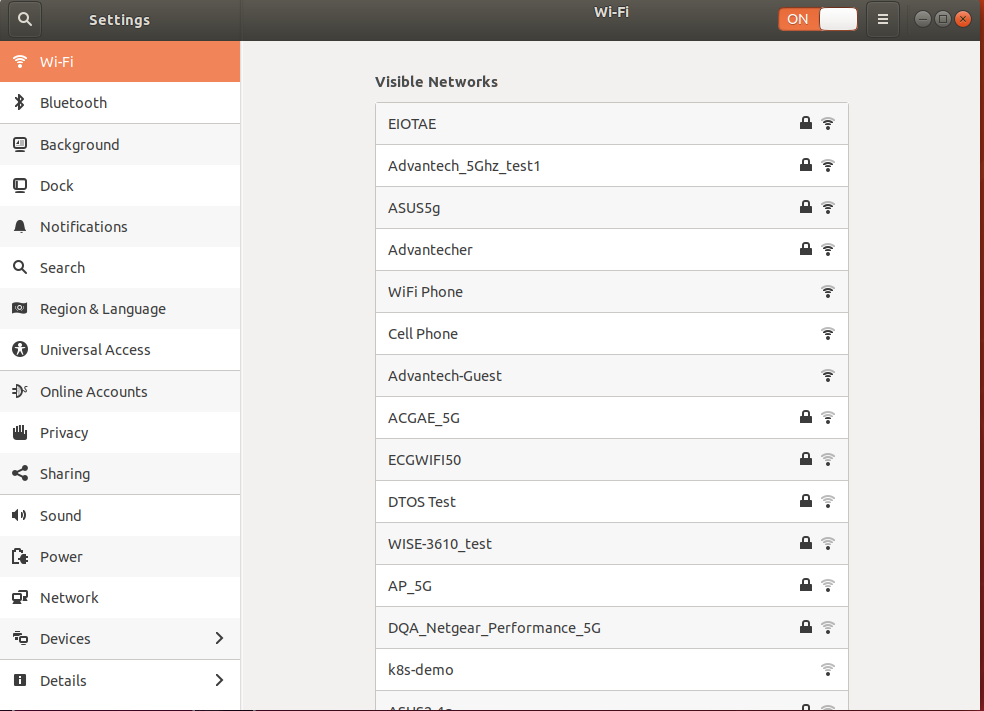 Settings
Wi-Fi
ON
Wi-Fi
Bluetooth
Background
Dock
Notifications
Search
Region & Language
Universal Access
Online Accounts
Privacy
Sharing
Sound
Power
Network
Devices
Details
Visible Networks
EIOTAE
Advantech_5Ghz_test1
ASUS5g
Advantecher
WiFi Phone
Cell Phone
Advantech-Guest
ACGAE_5G
ECGWIFI50
DTOS Test
WISE-3610_test
AP_5G
DQA_Netgear_Performance_5G
k8s-demo